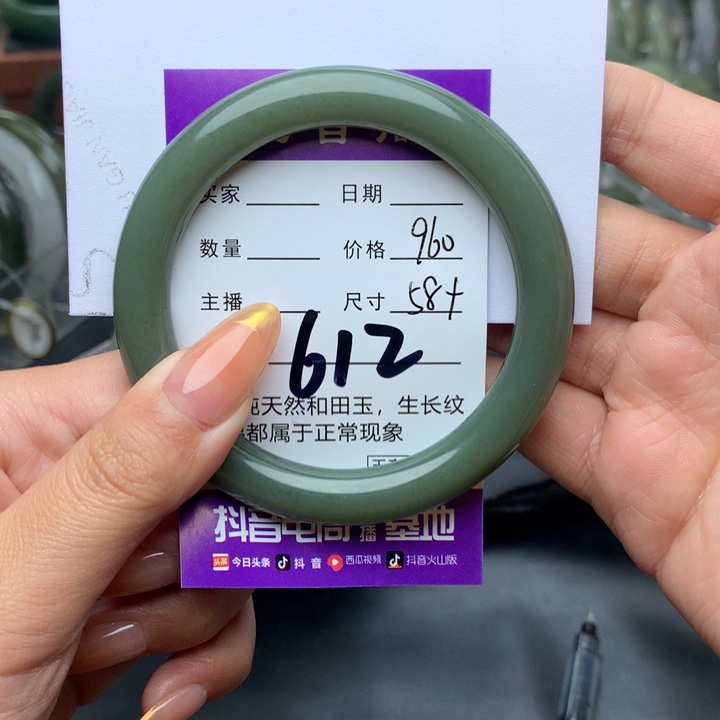 买家 日期
数量 价格 960
主播 尺寸 58+
612
纯天然和田玉，生长纹
都属于正常现象
抖音电商直播基地
今日头条 抖音 西瓜视频 抖音火山版